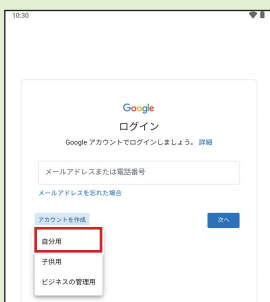 10:30
Google
ログイン
Google アカウントでログインしましょう。 詳細
メールアドレスまたは電話番号
メールアドレスを忘れた場合
アカウントを作成 次へ
自分用
子供用
ビジネスの管理用